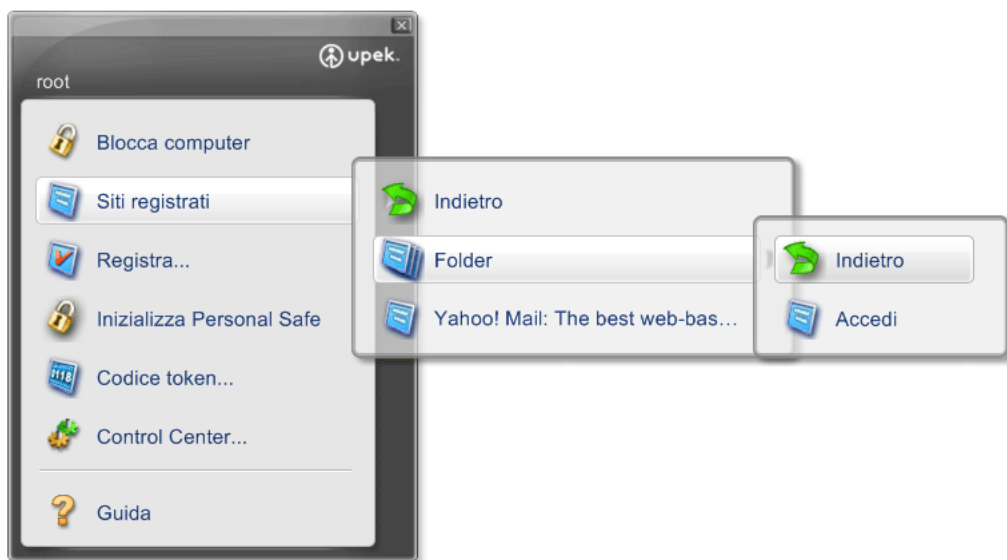 upek
root
Blocca computer
Siti registrati
Registra...
Inizializza Personal Safe
Codice token...
Control Center...
Guida
Indietro
Folder
Yahoo! Mail: The best web-bas...
Indietro
Accedi